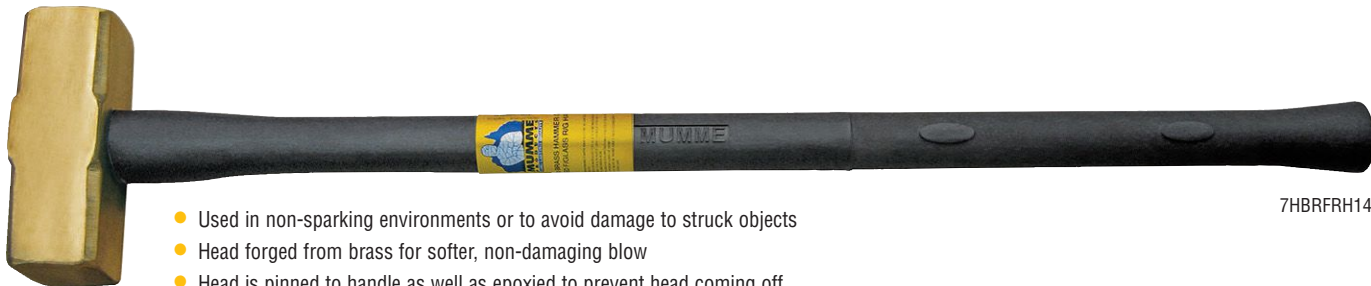 MUMME
BRASS HAMMER
MUMME
7HBRFRH14
Used in non-sparking environments or to avoid damage to struck objects
Head forged from brass for softer, non-damaging blow
Head is pinned to handle as well as epoxied to prevent head coming off